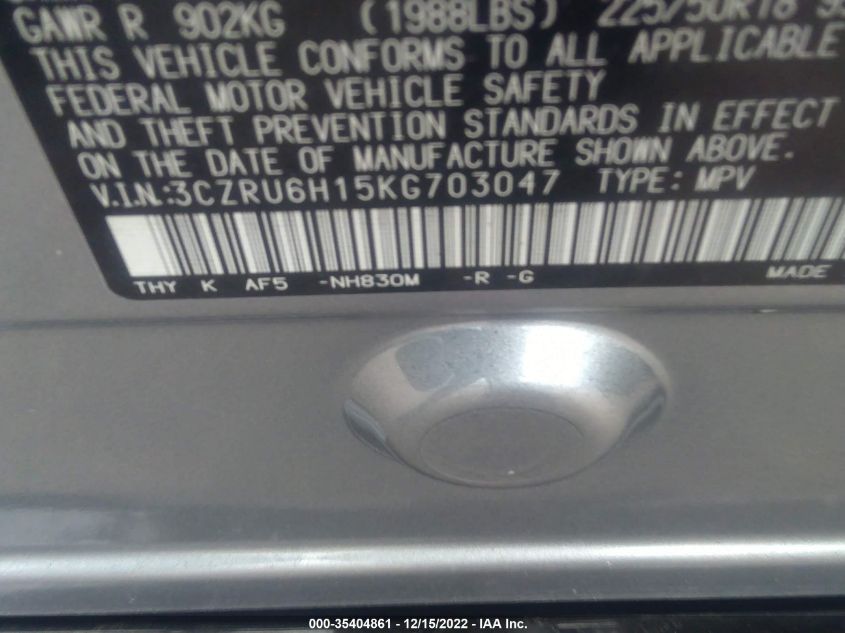 GAWR R 902KG (1988LBS) 225/50R18
THIS VEHICLE CONFORMS TO ALL APPLICABLE
FEDERAL MOTOR VEHICLE SAFETY
AND THEFT PREVENTION STANDARDS IN EFFECT
ON THE DATE OF MANUFACTURE SHOWN ABOVE.
V.I.N.:3CZRU6H15KG703047 TYPE: MPV
THY K AF5 -NH830M -R -G MADE
000-35404861 - 12/15/2022 - IAA Inc.